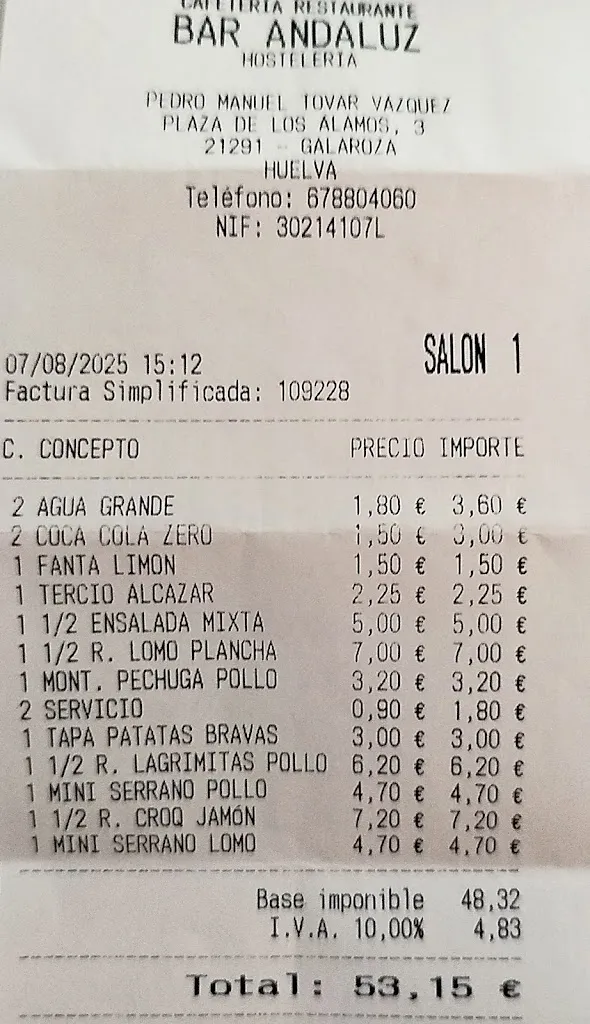 CAFETERIA RESTAURANTE
BAR ANDALUZ
HOSTELERIA
PEDRO MANUEL TOVAR VAZQUEZ
PLAZA DE LOS ALAMOS, 3
21291 - GALAROZA
HUELVA
Teléfono: 678804060
NIF: 30214107L
SALON 1
07/08/2025 15:12
Factura Simplificada: 109228
C. CONCEPTO PRECIO IMPORTE
2 AGUA GRANDE 1,80 € 3,60 €
2 COCA COLA ZERO 1,50 € 3,00 €
1 FANTA LIMON 1,50 € 1,50 €
1 TERCIO ALCAZAR 2,25 € 2,25 €
1 1/2 ENSALADA MIXTA 5,00 € 5,00 €
1 1/2 R. LOMO PLANCHA 7,00 € 7,00 €
1 MONT. PECHUGA POLLO 3,20 € 3,20 €
2 SERVICIO 0,90 € 1,80 €
1 TAPA PATATAS BRAVAS 3,00 € 3,00 €
1 1/2 R. LAGRIMITAS POLLO 6,20 € 6,20 €
1 MINI SERRANO POLLO 4,70 € 4,70 €
1 1/2 R. CROQ JAMÓN 7,20 € 7,20 €
1 MINI SERRANO LOMO 4,70 € 4,70 €
Base imponible 48,32
I.V.A. 10,00% 4,83
Total: 53,15 €